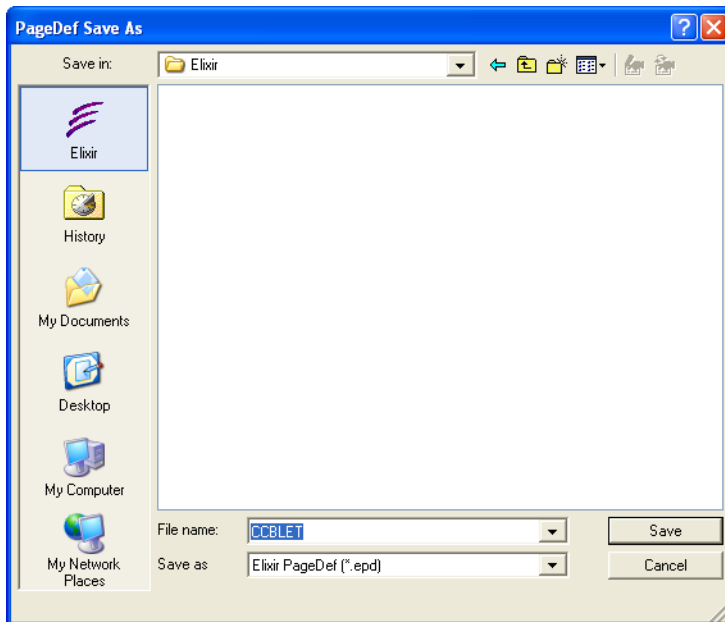 PageDef Save As
Save in:
Elixir
Elixir
History
My Documents
Desktop
My Computer
My Network
Places
File name:
CCBLET
Save
Save as
Elixir PageDef (*.epd)
Cancel